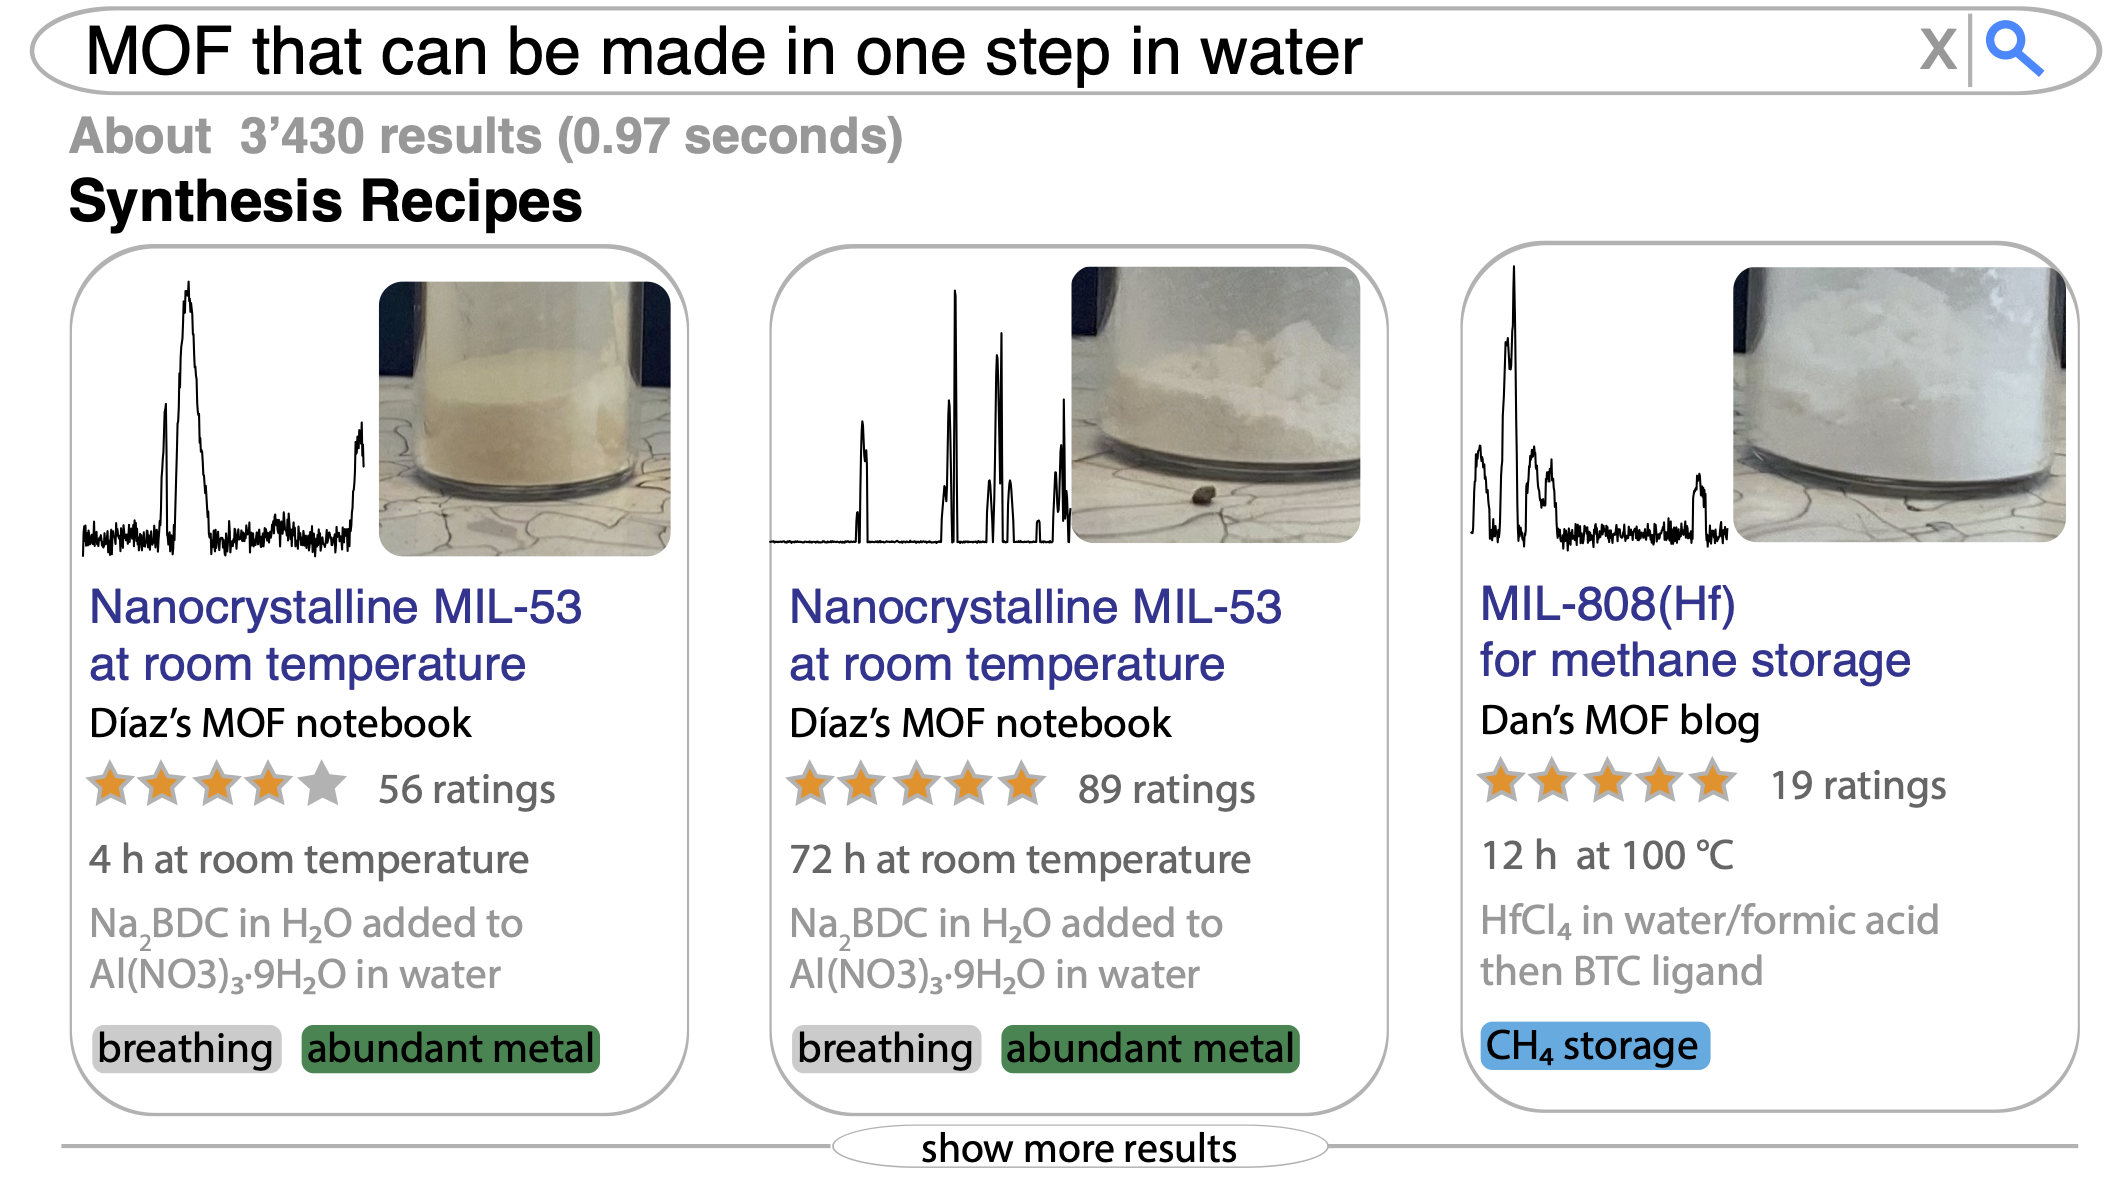 MOF that can be made in one step in water X
About 3’430 results (0.97 seconds)
Synthesis Recipes
Nanocrystalline MIL-53
at room temperature
Díaz’s MOF notebook
56 ratings
4 h at room temperature
Na₂BDC in H₂O added to
Al(NO3)₃·9H₂O in water
breathing abundant metal
Nanocrystalline MIL-53
at room temperature
Díaz’s MOF notebook
89 ratings
72 h at room temperature
Na₂BDC in H₂O added to
Al(NO3)₃·9H₂O in water
breathing abundant metal
MIL-808(Hf)
for methane storage
Dan’s MOF blog
19 ratings
12 h at 100 °C
HfCl₄ in water/formic acid
then BTC ligand
CH₄ storage
show more results